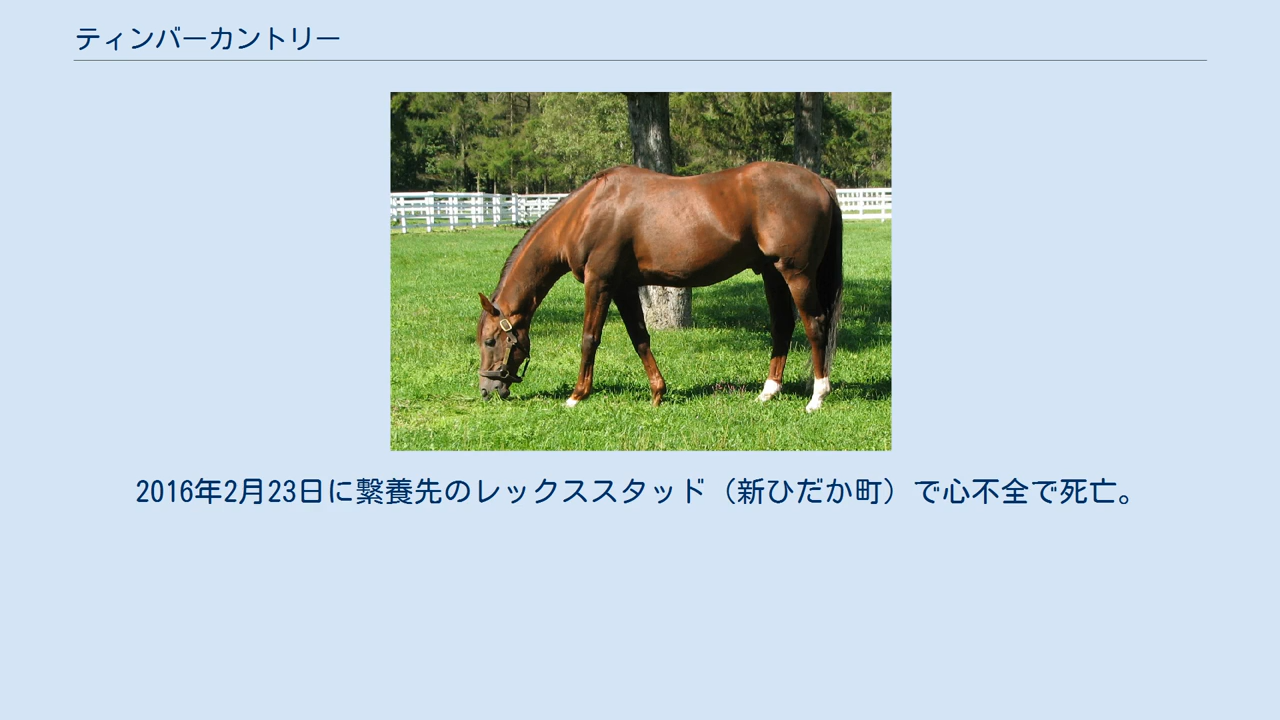 ティンバーカントリー
2016年2月23日に繋養先のレックススタッド（新ひだか町）で心不全で死亡。